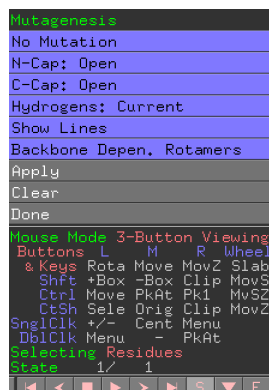 Mutagenesis
No Mutation
N-Cap: Open
C-Cap: Open
Hydrogens: Current
Show Lines
Backbone Depen. Rotamers
Apply
Clear
Done
Mouse Mode 3-Button Viewing
Buttons L M R Wheel
& Keys Rota Move MovZ Slab
Shft +Box -Box Clip MovS
Ctrl Move PkAt Pk1 MvSZ
CtSh Sele Orig Clip MovZ
SnglClk +/- Cent Menu
DblClk Menu - PkAt
Selecting Residues
State 1/ 1
S F